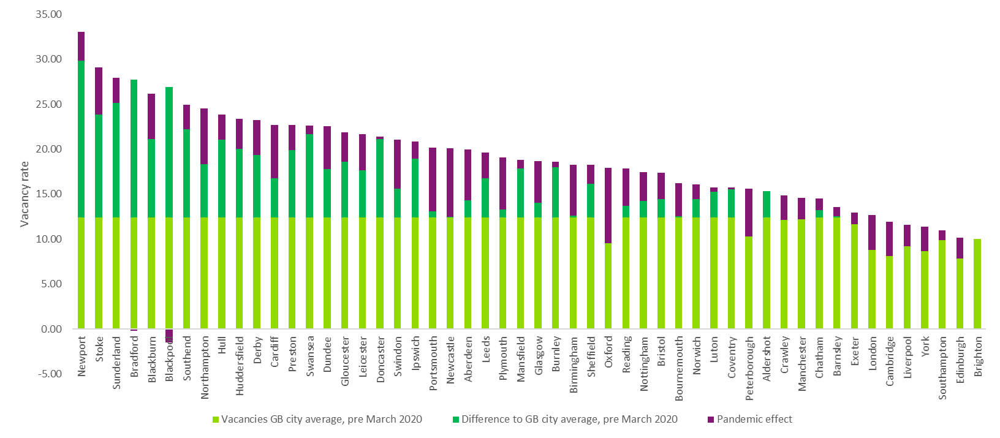 35.00
30.00
25.00
20.00
15.00
10.00
5.00
0.00
-5.00
Vacancy rate
Newport
Stoke
Sunderland
Bradford
Blackburn
Blackpool
Southend
Northampton
Hull
Huddersfield
Derby
Cardiff
Preston
Swansea
Dundee
Gloucester
Leicester
Doncaster
Swindon
Ipswich
Portsmouth
Newcastle
Aberdeen
Leeds
Plymouth
Mansfield
Glasgow
Burnley
Birmingham
Sheffield
Oxford
Reading
Nottingham
Bristol
Bournemouth
Norwich
Luton
Coventry
Peterborough
Aldershot
Crawley
Manchester
Chatham
Barnsley
Exeter
London
Cambridge
Liverpool
York
Southampton
Edinburgh
Brighton
Vacancies GB city average, pre March 2020
Difference to GB city average, pre March 2020
Pandemic effect